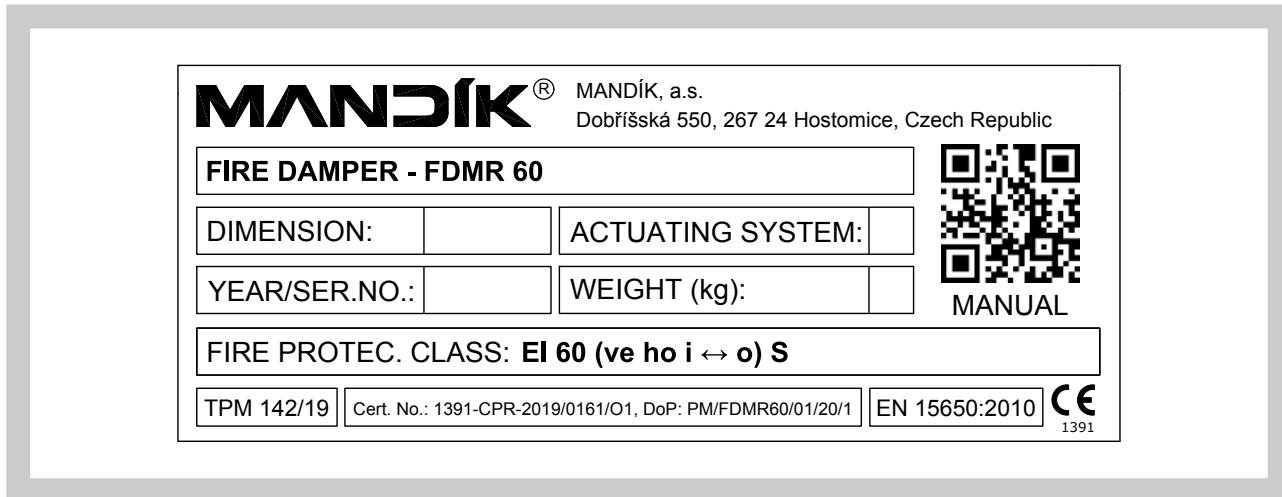 MANDÍK®
MANDÍK, a.s.
Dobříšská 550, 267 24 Hostomice, Czech Republic
FIRE DAMPER - FDMR 60
DIMENSION:
ACTUATING SYSTEM:
YEAR/SER.NO.:
WEIGHT (kg):
MANUAL
FIRE PROTEC. CLASS: EI 60 (ve ho i ↔ o) S
TPM 142/19
Cert. No.: 1391-CPR-2019/0161/O1, DoP: PM/FDMR60/01/20/1
EN 15650:2010
CE
1391